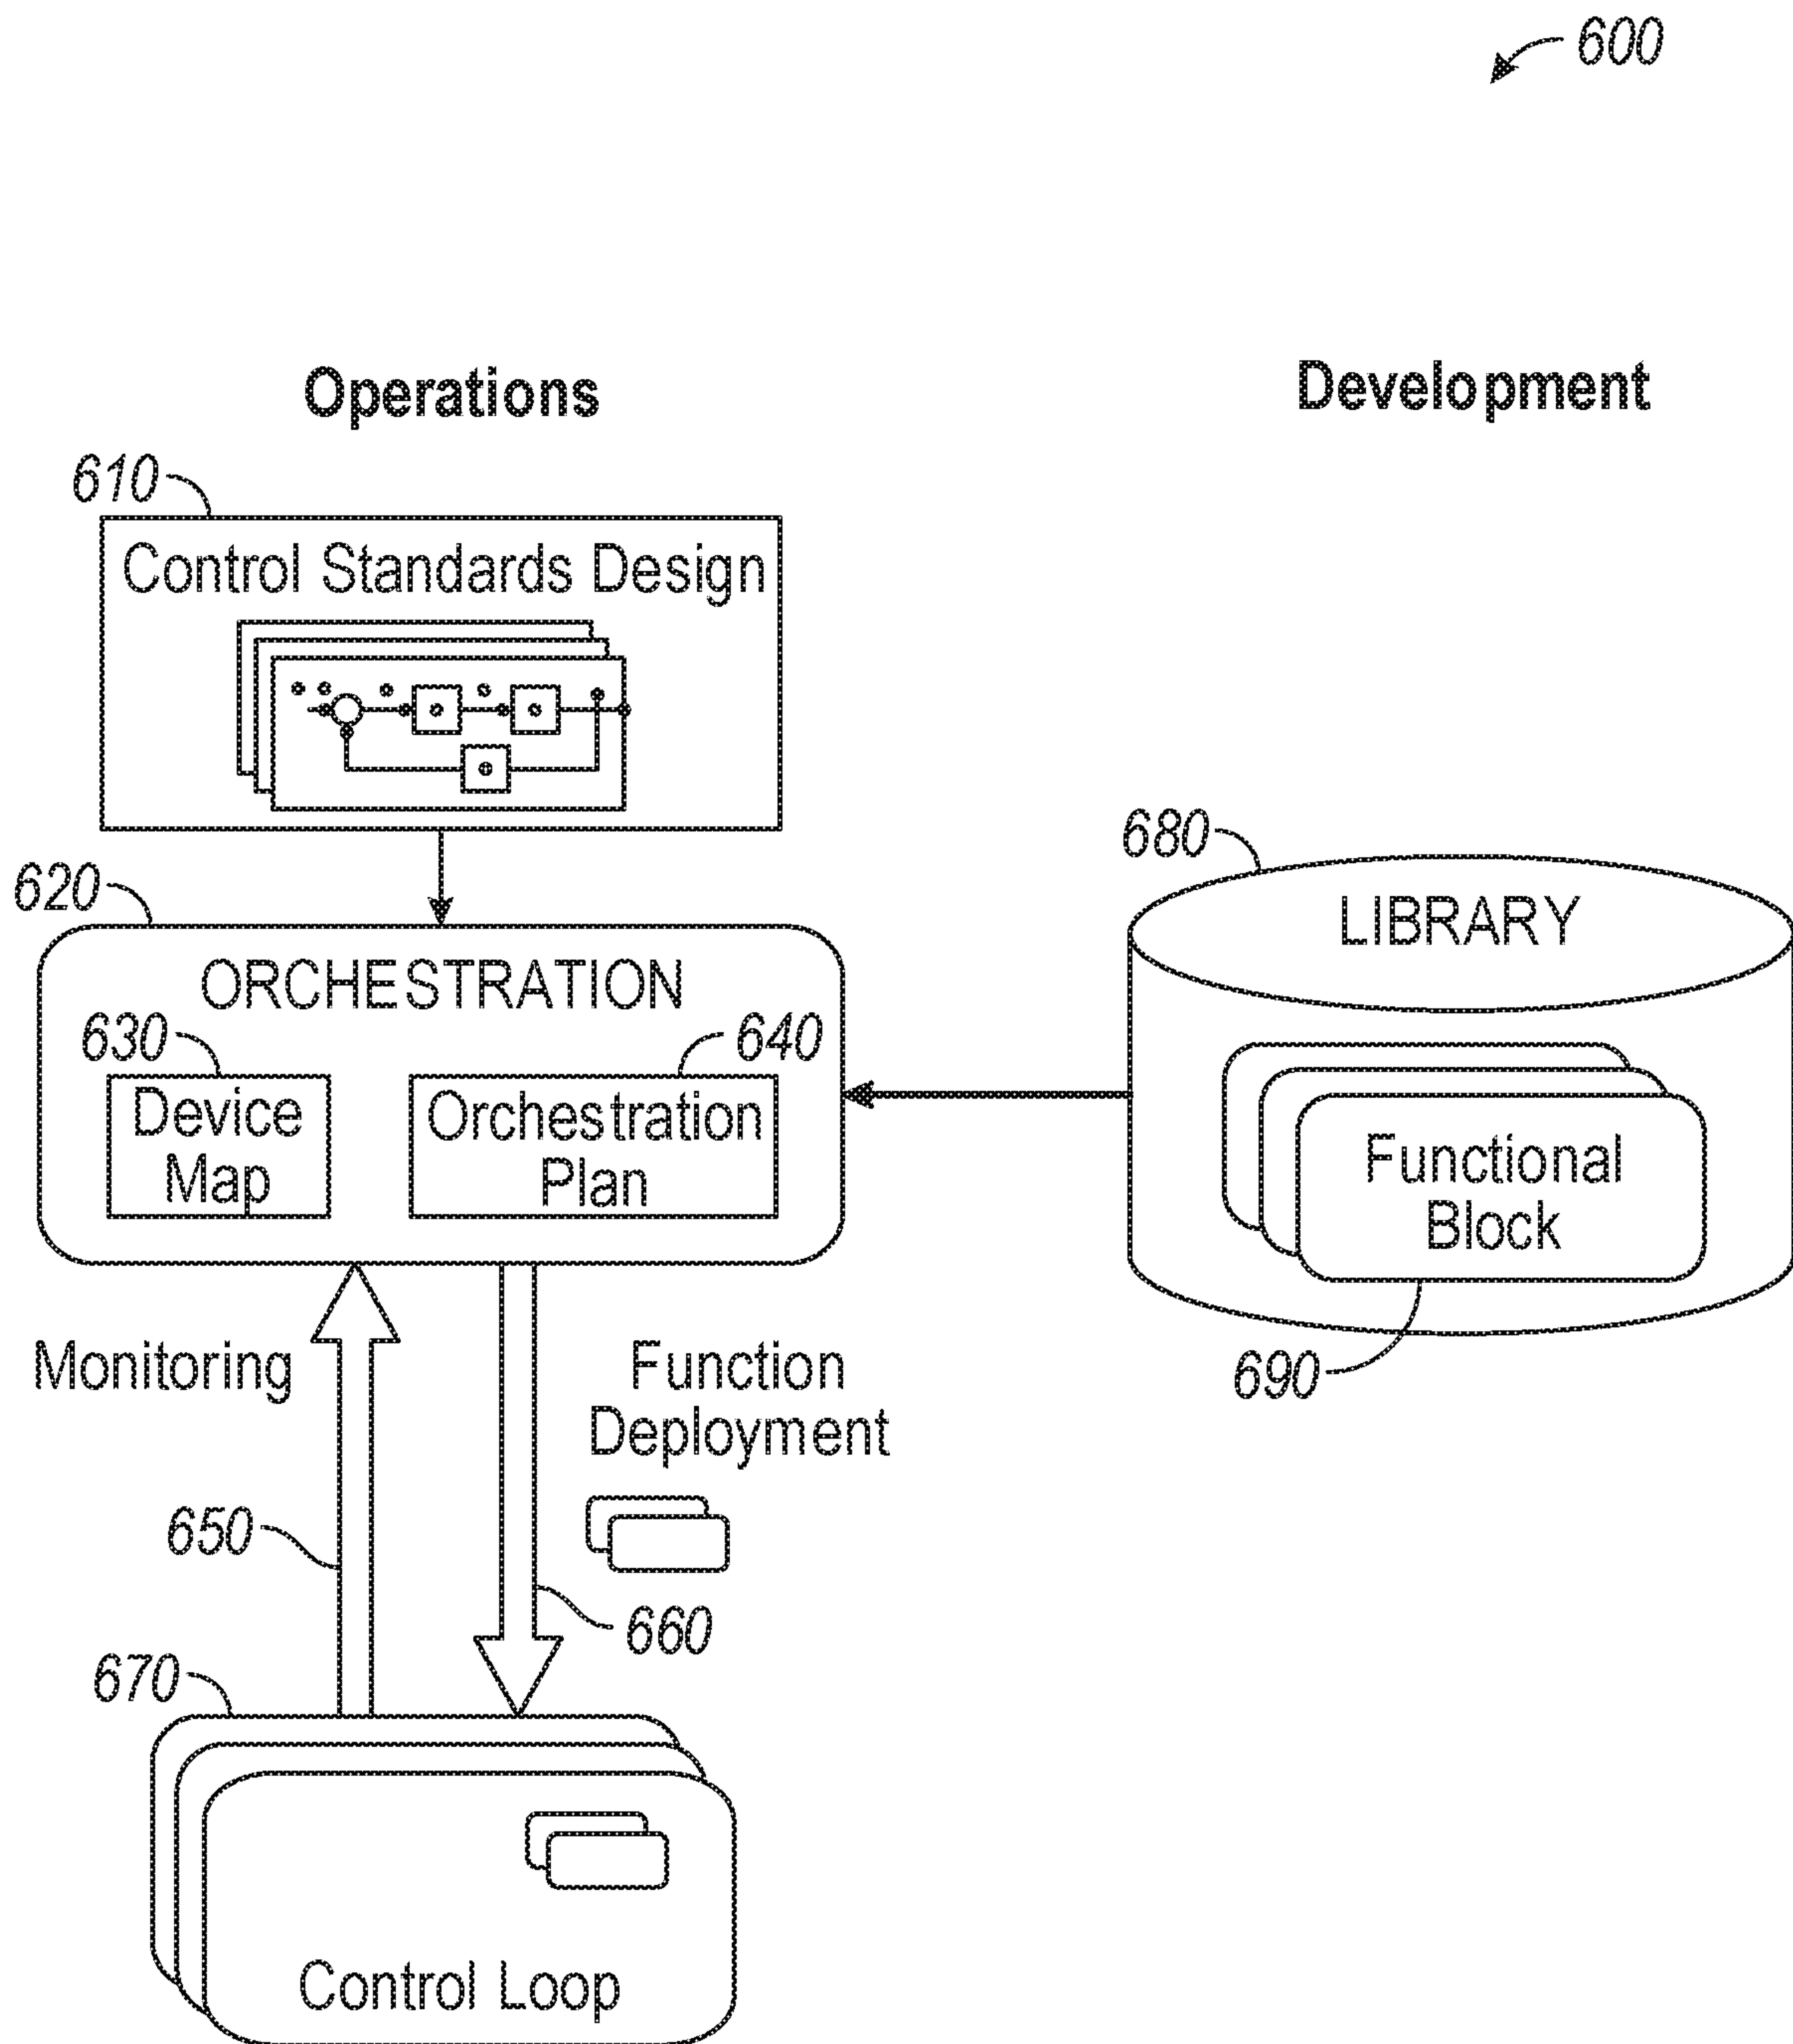 600
Operations
Development
610
Control Standards Design
620
ORCHESTRATION
630
640
Device
Map
Orchestration
Plan
680
LIBRARY
Functional
Block
690
Monitoring
Function
Deployment
650
660
670
Control Loop